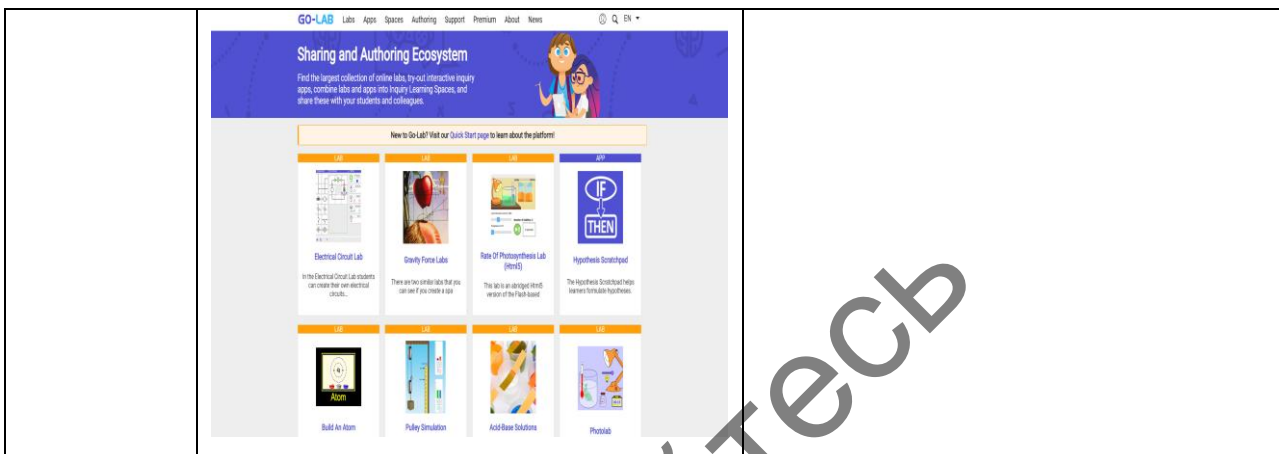 GO-LAB Labs Apps Spaces Authoring Support Premium About News EN
Sharing and Authoring Ecosystem
Find the largest collection of online labs, try-out interactive inquiry
apps, combine labs and apps into Inquiry Learning Spaces, and
share these with your students and colleagues.
New to Go-Lab? Visit our Quick Start page to learn about the platform!
LAB LAB LAB APP
IF
THEN
Electrical Circuit Lab
In the Electrical Circuit Lab students
can create their own electrical
circuits...
Gravity Force Labs
There are two similar labs that you
can see if you create a spa
Rate Of Photosynthesis Lab
(Html5)
This lab is an abridged Html5
version of the Flash-based
Hypothesis Scratchpad
The Hypothesis Scratchpad helps
learners formulate hypotheses.
LAB LAB LAB LAB
Atom
Build An Atom
Pulley Simulation
Acid-Base Solutions
Photolab
тесь